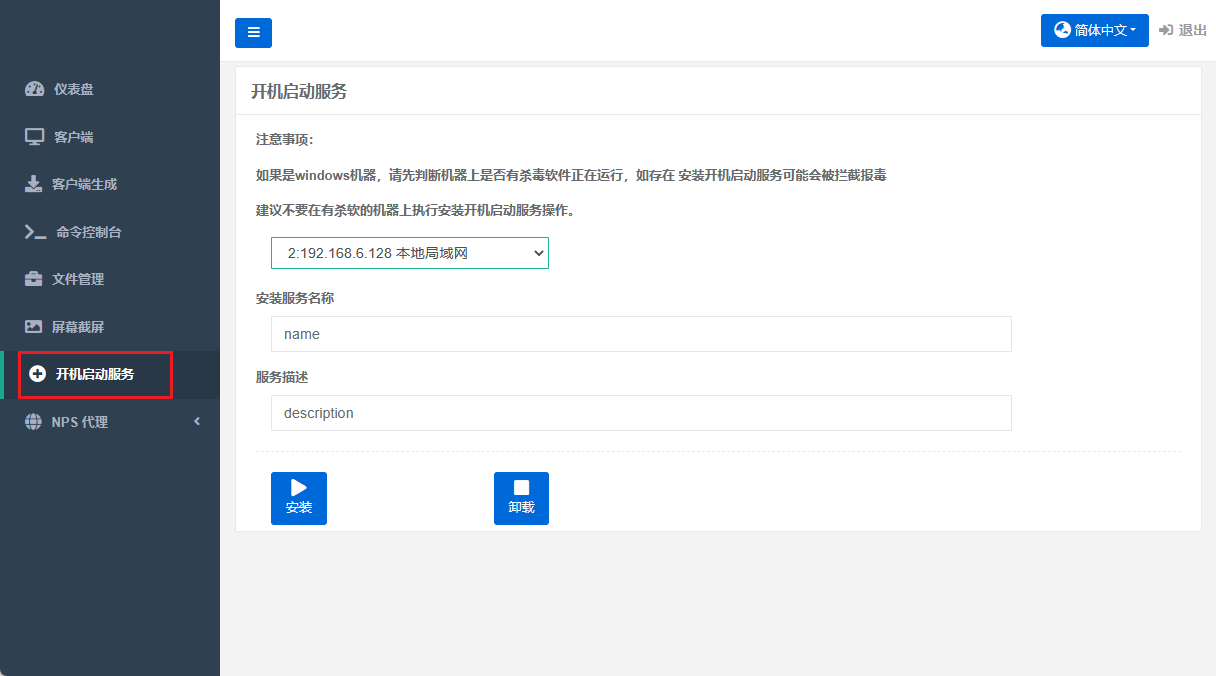 简体中文
退出
仪表盘
客户端
客户端生成
命令控制台
文件管理
屏幕截屏
开机启动服务
NPS 代理
开机启动服务
注意事项：
如果是windows机器，请先判断机器上是否有杀毒软件正在运行，如存在 安装开机启动服务可能会被拦截报毒
建议不要在有杀软的机器上执行安装开机启动服务操作。
2:192.168.6.128 本地局域网
安装服务名称
name
服务描述
description
安装
卸载